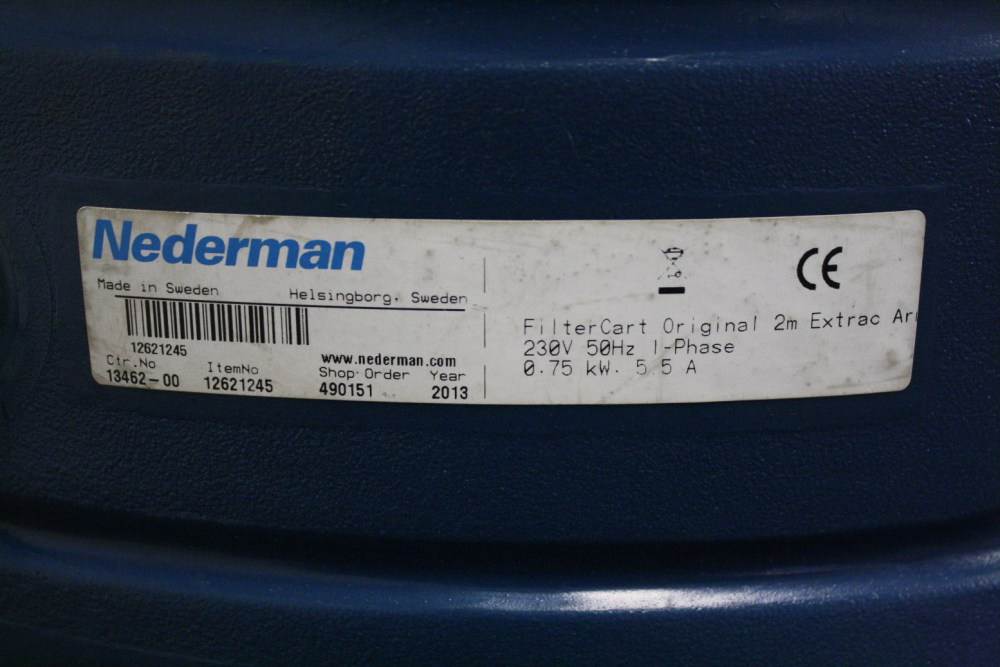 Nederman
Made in Sweden Helsingborg. Sweden
12621245
www.nederman.com
Ctr.No ItemNo Shop Order Year
13462-00 12621245 490151 2013
CE
FilterCart Original 2m Extrac Ar
230V 50Hz 1-Phase
0.75 kW. 5.5 A